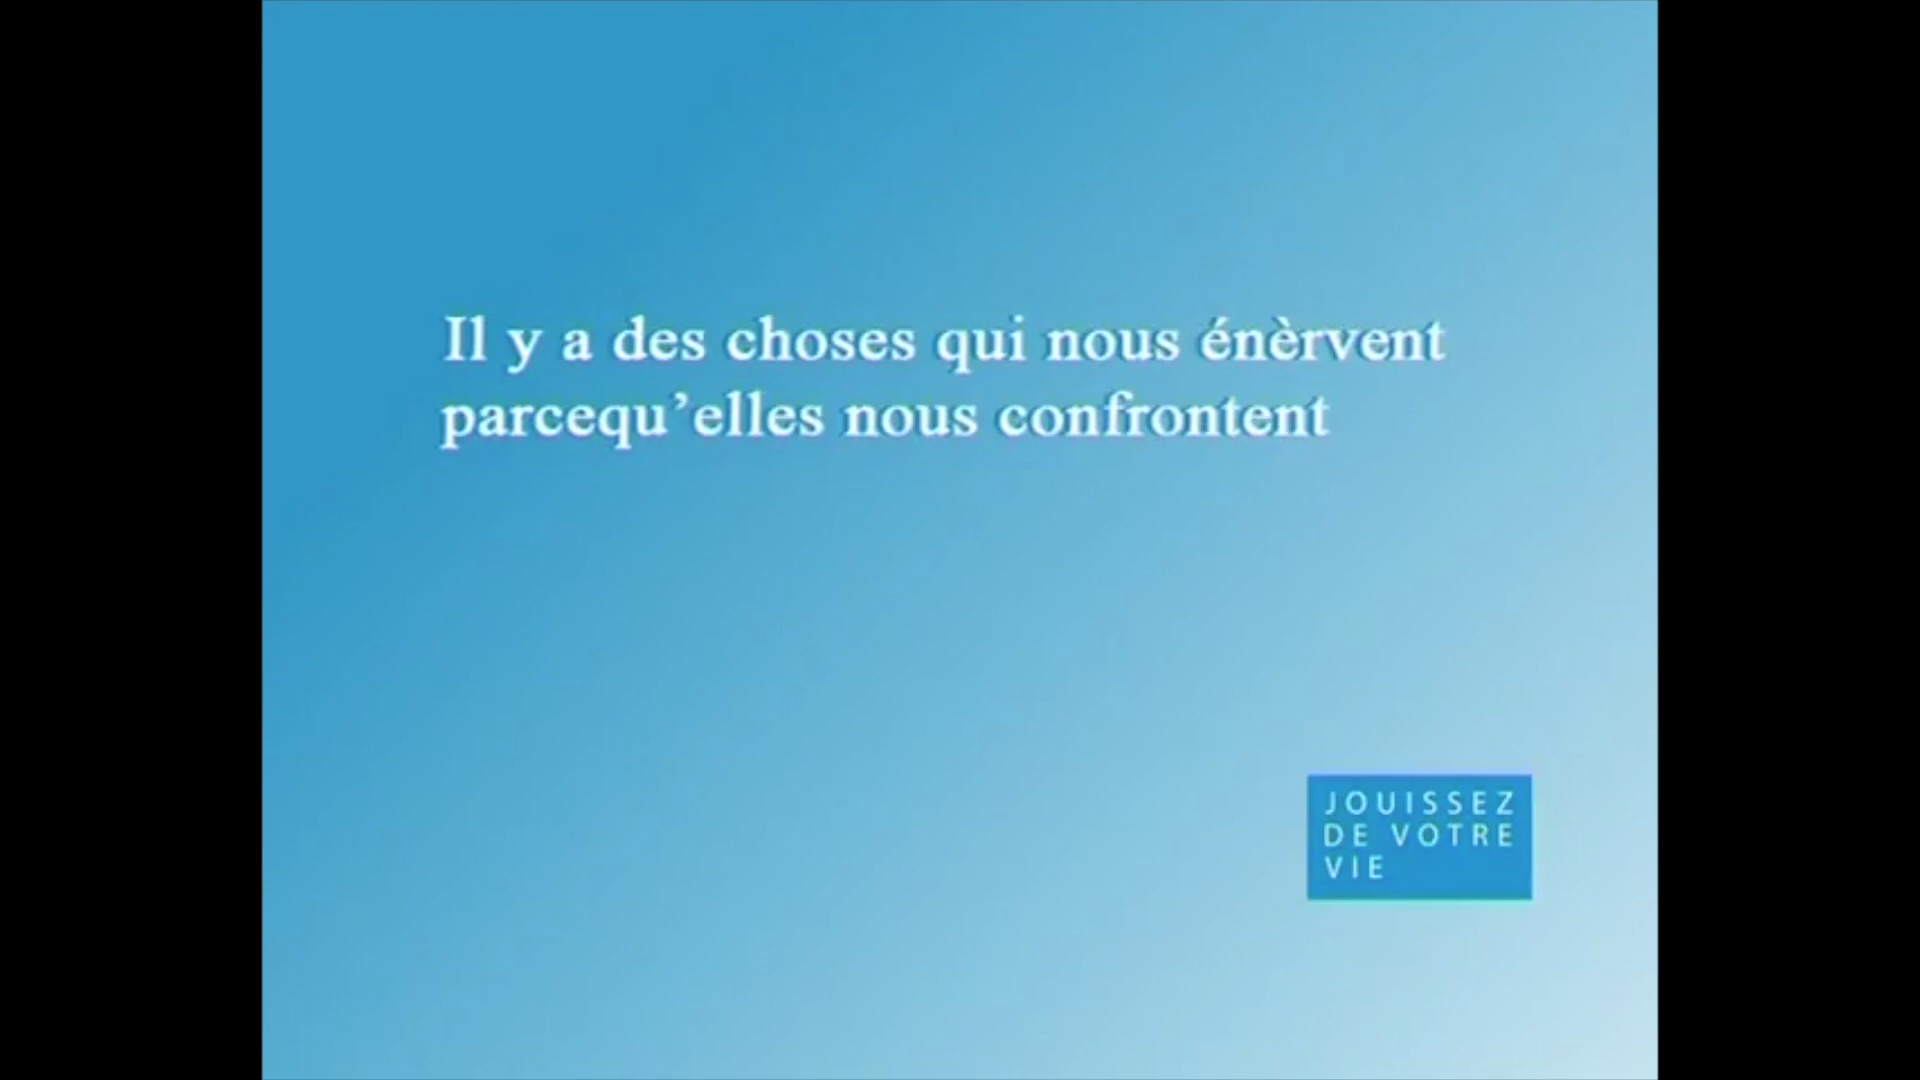 Il y a des choses qui nous énèrvent
parcequ’elles nous confrontent
JOUISSEZ
DE VOTRE
VIE